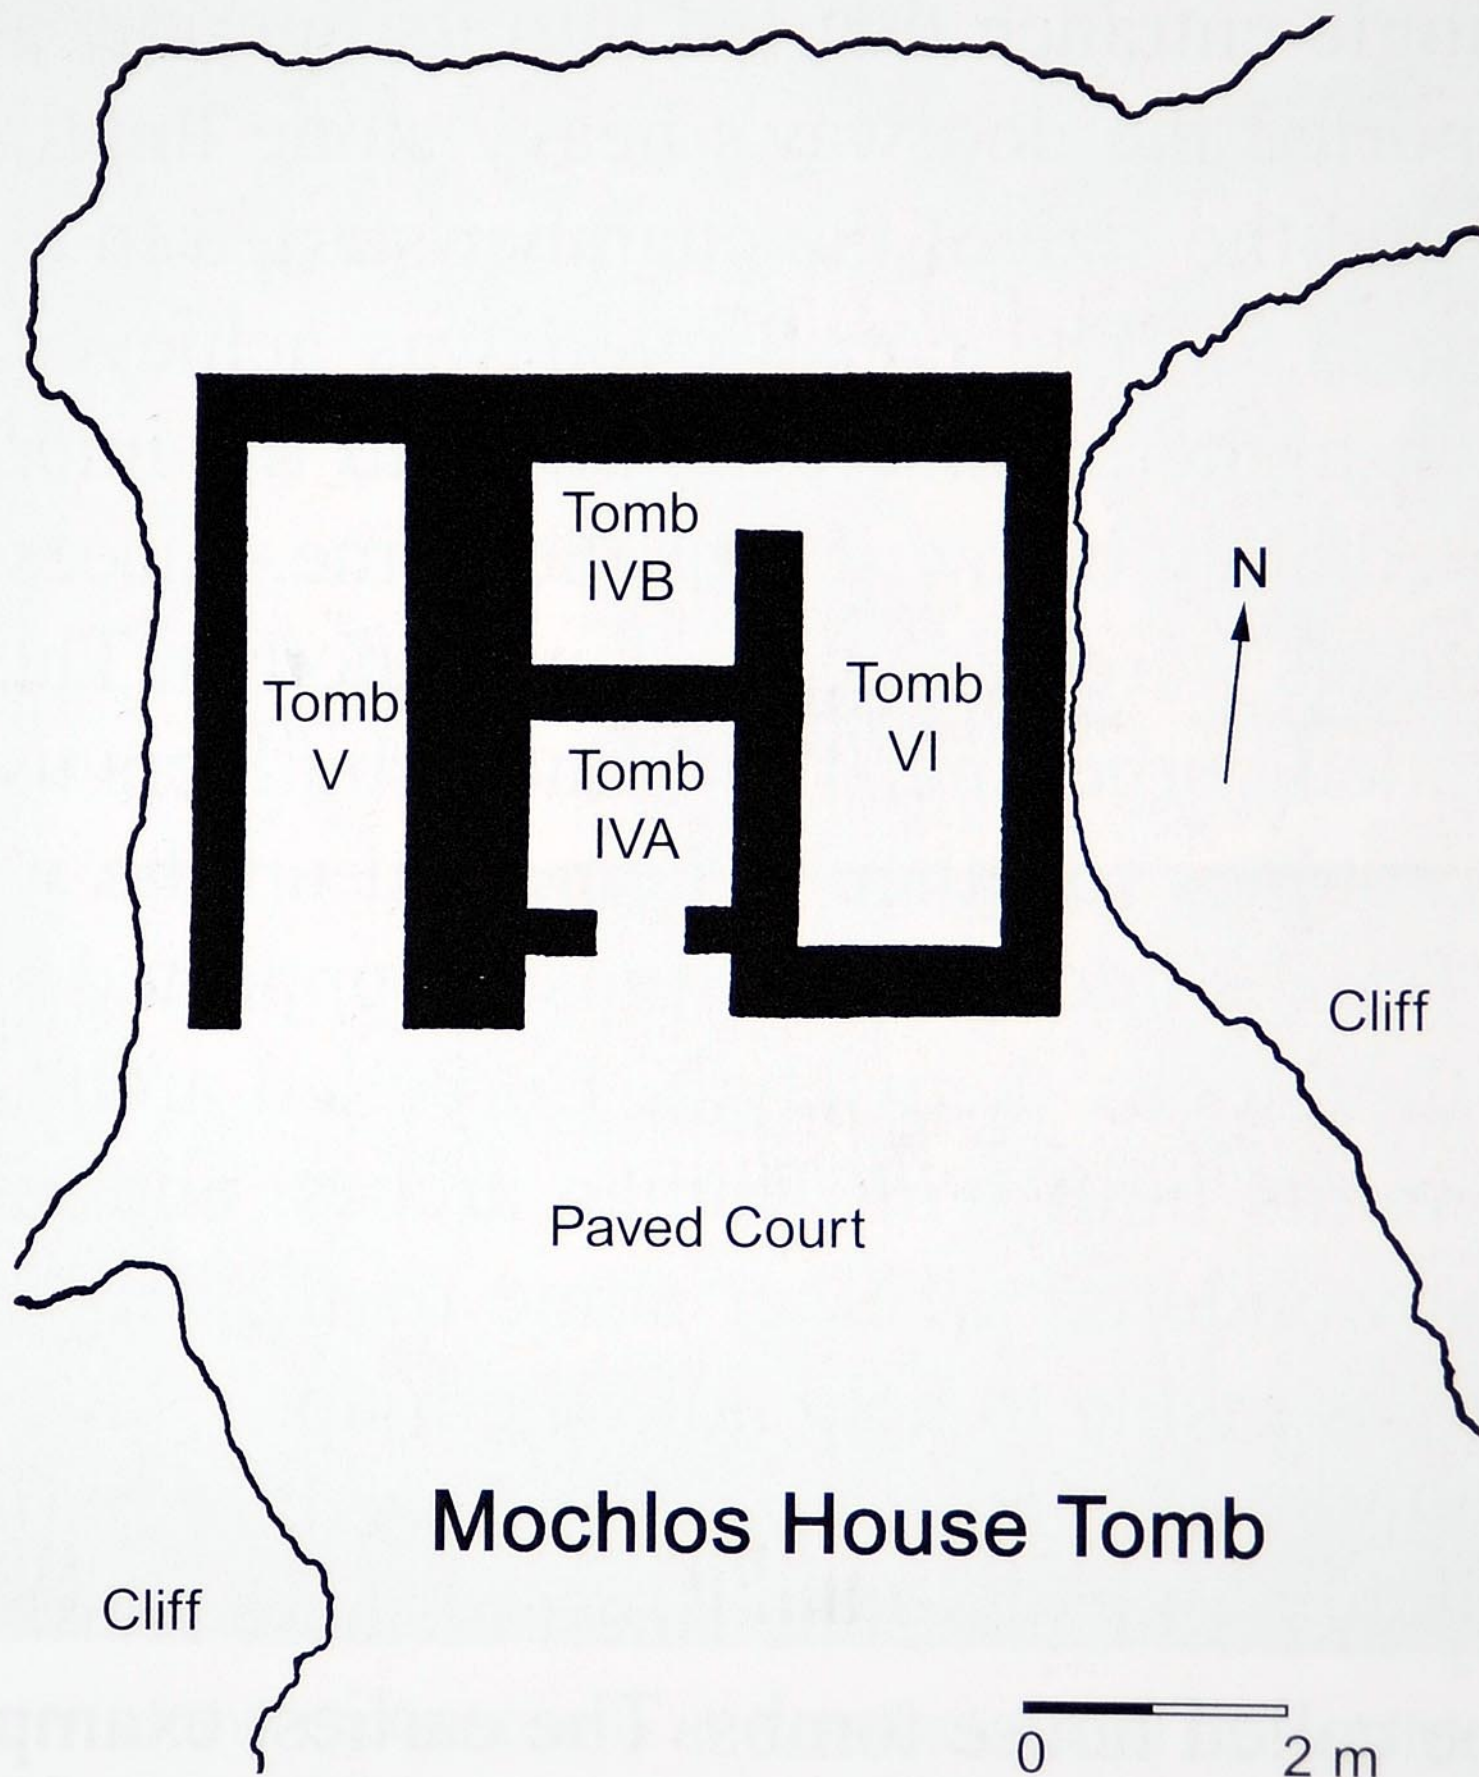 Tomb
IVB
N
Tomb
V
Tomb
VI
Tomb
IVA
Cliff
Paved Court
Mochlos House Tomb
Cliff
0 2 m